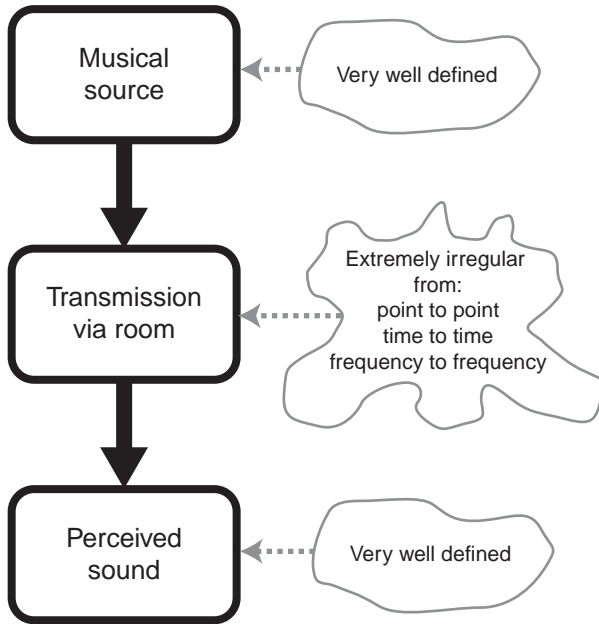 Musical
source
Very well defined
Transmission
via room
Extremely irregular
from:
point to point
time to time
frequency to frequency
Perceived
sound
Very well defined